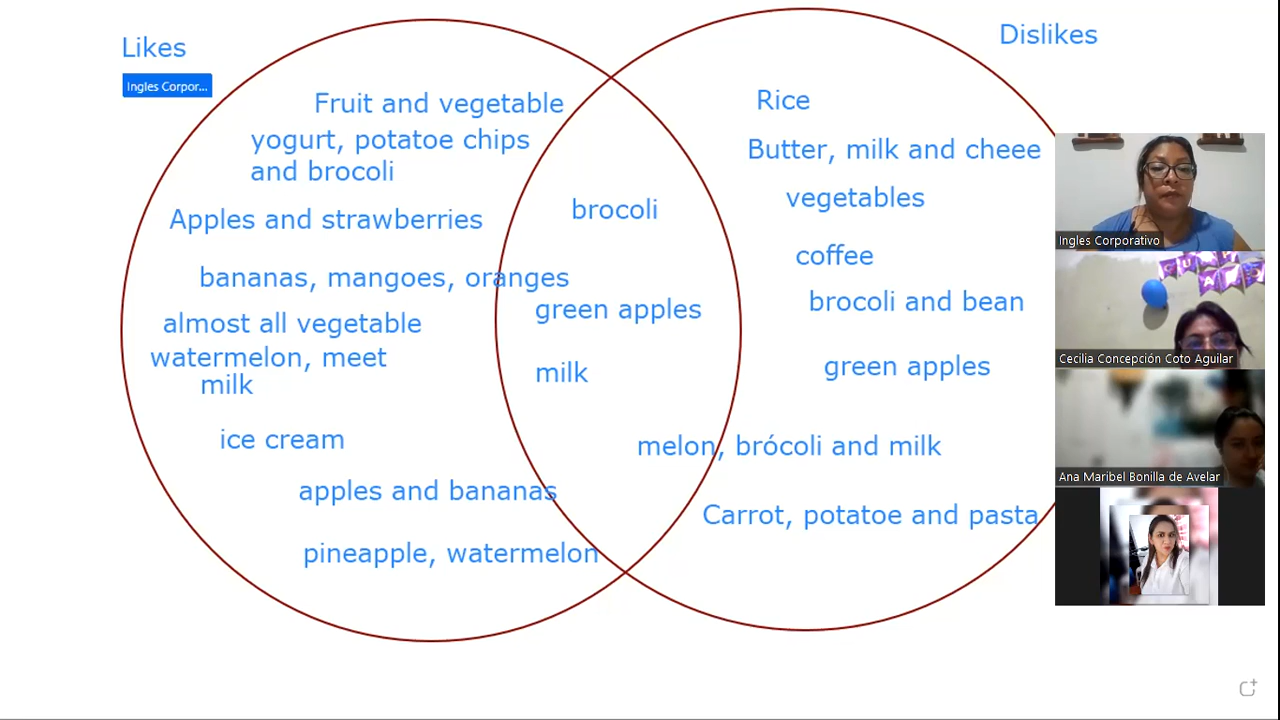 Likes
Dislikes
Ingles Corpor...
Fruit and vegetable
yogurt, potatoe chips
and brocoli
Apples and strawberries
bananas, mangoes, oranges
almost all vegetable
watermelon, meet
milk
ice cream
apples and bananas
pineapple, watermelon
brocoli
green apples
milk
Rice
Butter, milk and cheee
vegetables
coffee
brocoli and bean
green apples
melon, brócoli and milk
Carrot, potatoe and pasta
Ingles Corporativo
Cecilia Concepción Coto Aguilar
Ana Maribel Bonilla de Avelar